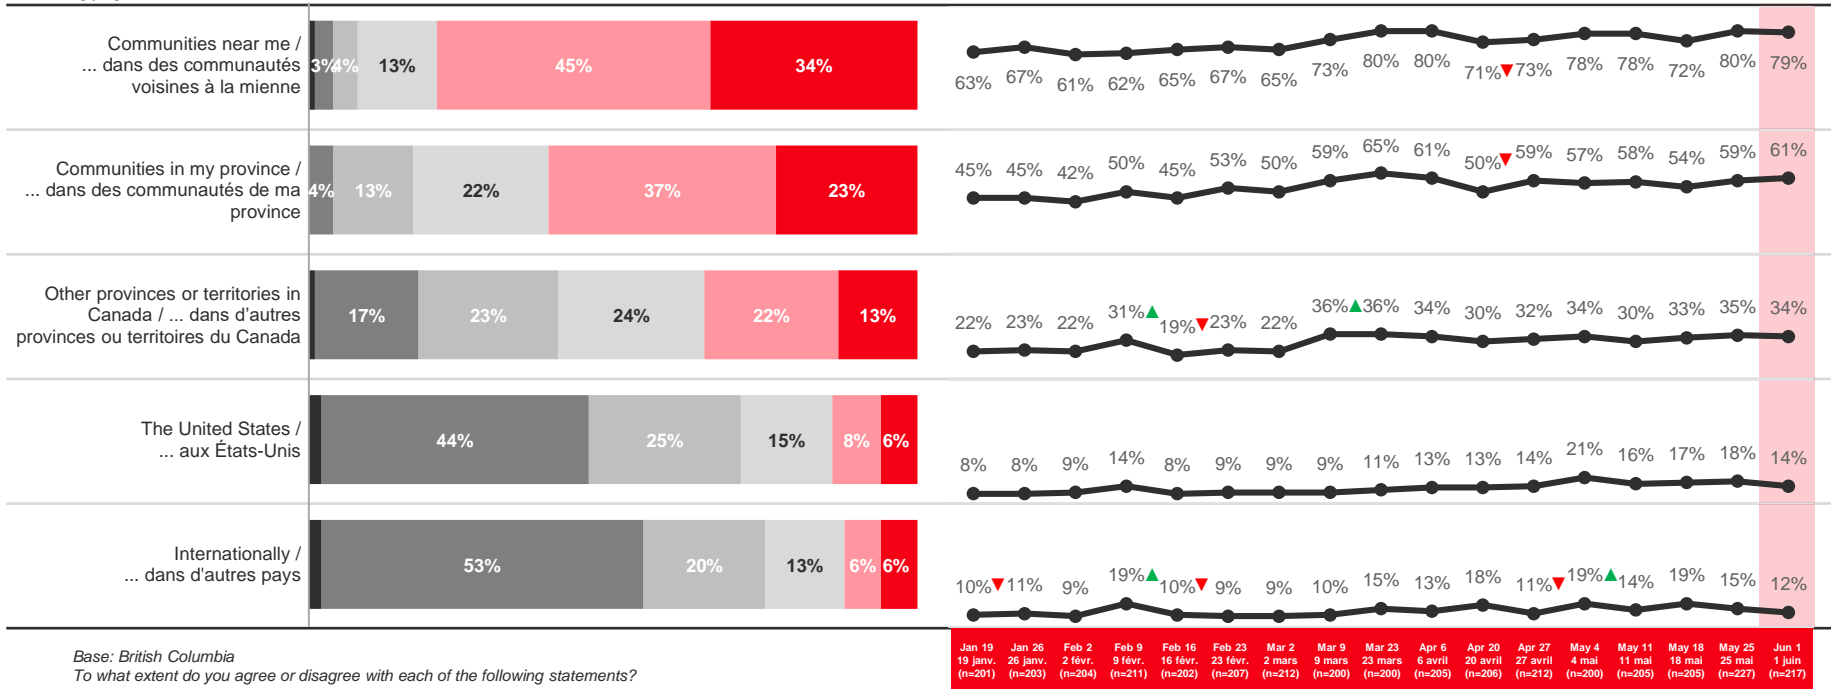 Communities near me /
... dans des communautés
voisines à la mienne
3% 4% 13% 45% 34%
63% 67% 61% 62% 65% 67% 65% 73% 80% 80% 71% 73% 78% 78% 72% 80% 79%
Communities in my province /
... dans des communautés de ma
province
4% 13% 22% 37% 23%
45% 45% 42% 50% 45% 53% 50% 59% 65% 61% 50% 59% 57% 58% 54% 59% 61%
Other provinces or territories in
Canada / ... dans d'autres
provinces ou territoires du Canada
17% 23% 24% 22% 13%
22% 23% 22% 31% 19% 23% 22% 36% 36% 34% 30% 32% 34% 30% 33% 35% 34%
The United States /
... aux États-Unis
44% 25% 15% 8% 6%
8% 8% 9% 14% 8% 9% 9% 9% 11% 13% 13% 14% 21% 16% 17% 18% 14%
Internationally /
... dans d'autres pays
53% 20% 13% 6% 6%
10% 11% 9% 19% 10% 9% 9% 10% 15% 13% 18% 11% 19% 14% 19% 15% 12%
Jan 19 Jan 26 Feb 2 Feb 9 Feb 16 Feb 23 Mar 2 Mar 9 Mar 23 Apr 6 Apr 20 Apr 27 May 4 May 11 May 18 May 25 Jun 1
19 janv. 26 janv. 2 févr. 9 févr. 16 févr. 23 févr. 2 mars 9 mars 23 mars 6 avril 20 avril 27 avril 4 mai 11 mai 18 mai 25 mai 1 juin
(n=201) (n=203) (n=204) (n=211) (n=202) (n=207) (n=212) (n=200) (n=200) (n=205) (n=206) (n=212) (n=200) (n=205) (n=205) (n=227) (n=217)
Base: British Columbia
To what extent do you agree or disagree with each of the following statements?